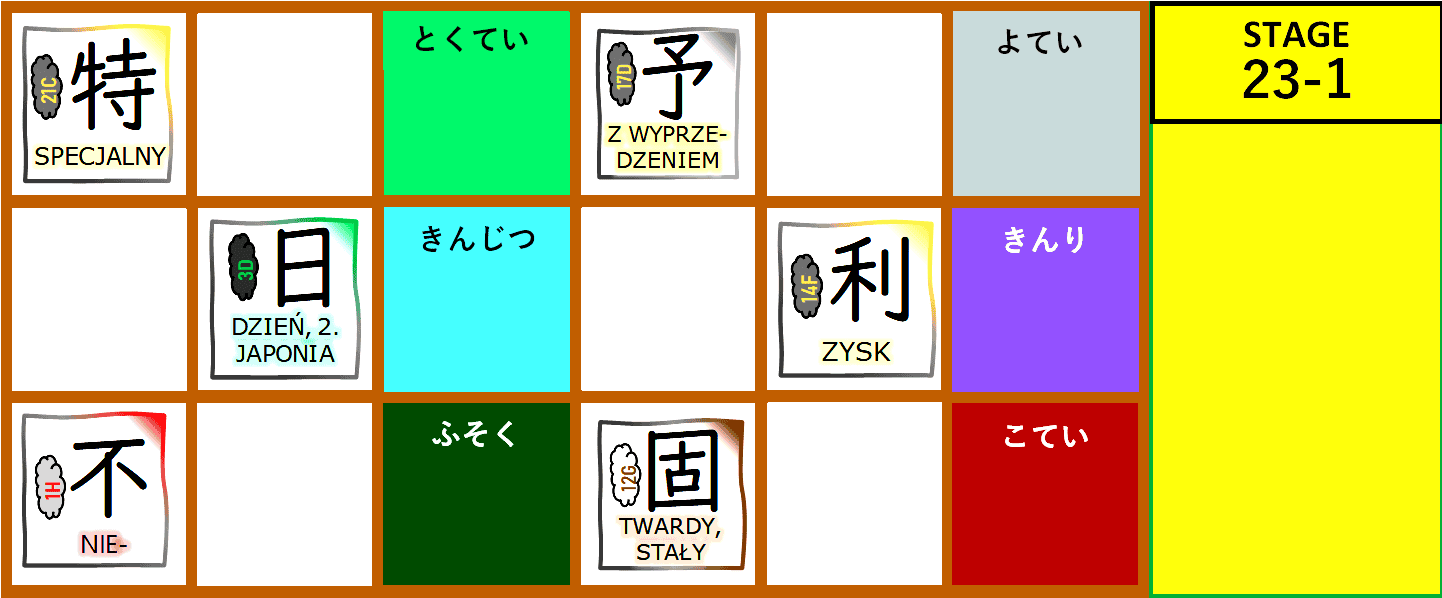 21C
特
SPECJALNY
とくてい
17D
予
Z WYPRZE-
DZENIEM
よてい
STAGE
23-1
3D
日
DZIEŃ, 2.
JAPONIA
きんじつ
14F
利
ZYSK
きんり
1H
不
NIE-
ふそく
12G
固
TWARDY,
STAŁY
こてい